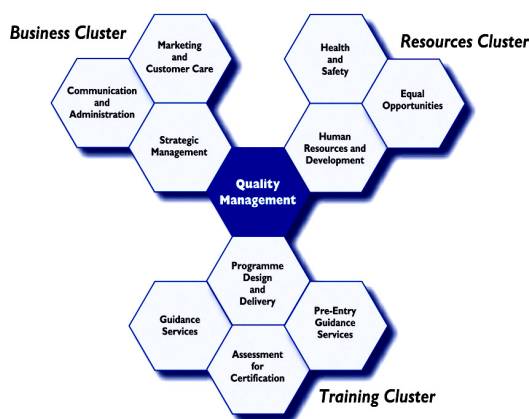 Business Cluster
Marketing
and
Customer Care
Communication
and
Administration
Strategic
Management
Resources Cluster
Health
and
Safety
Equal
Opportunities
Human
Resources and
Development
Quality
Management
Programme
Design
and
Delivery
Guidance
Services
Pre-Entry
Guidance
Services
Assessment
for
Certification
Training Cluster